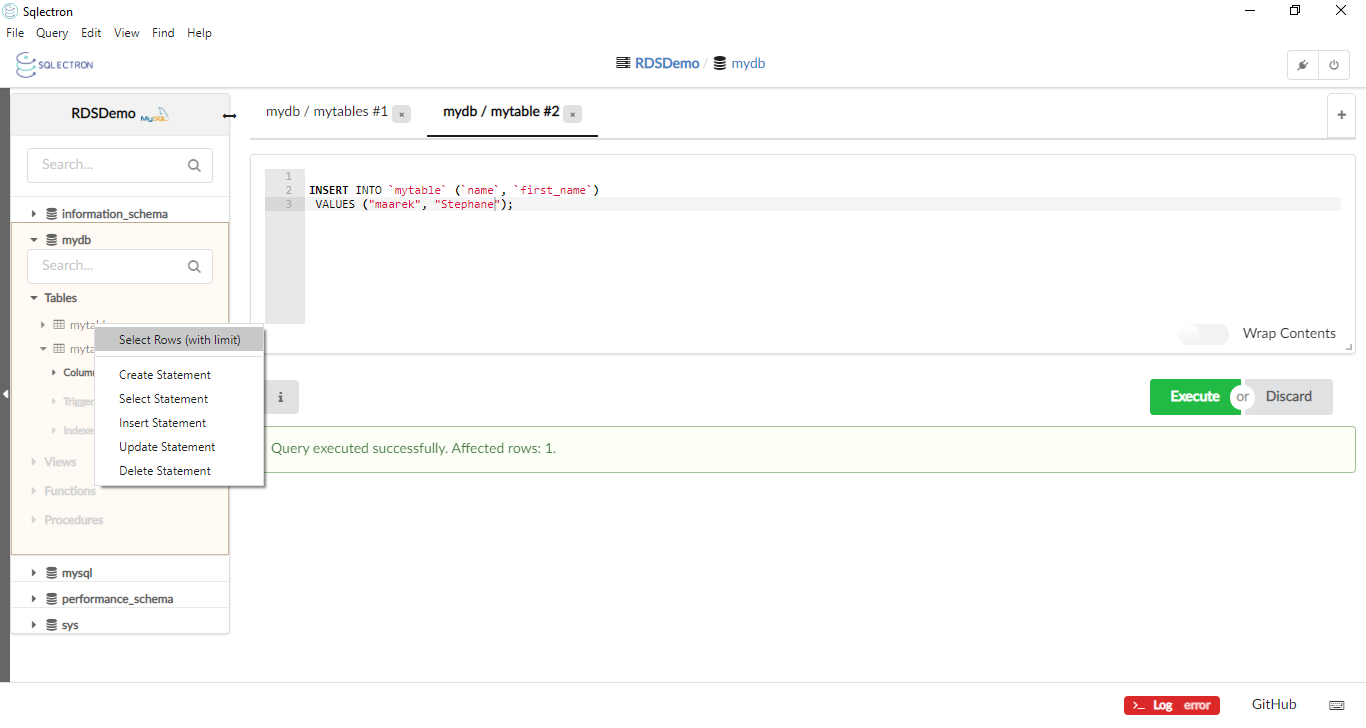 Sqlectron
File Query Edit View Find Help
SQLECTRON
RDSDemo / mydb
RDSDemo MySQL
mydb / mytables #1 ×
mydb / mytable #2 ×
+
Search...
information_schema
mydb
Search...
Tables
Views
Functions
Procedures
mysql
performance_schema
sys
Select Rows (with limit)
Create Statement
Select Statement
Insert Statement
Update Statement
Delete Statement
1
2 INSERT INTO `mytable` (`name`, `first_name`)
3 VALUES ("maarek", "Stephane");
Wrap Contents
i
Execute or Discard
Query executed successfully. Affected rows: 1.
>_ Log error
GitHub